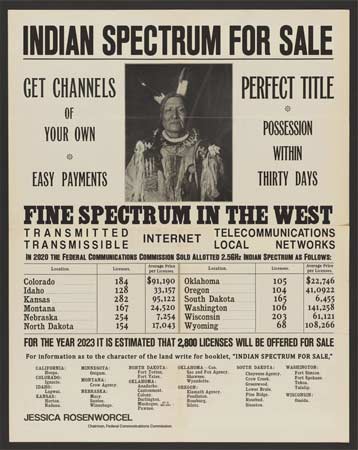 INDIAN SPECTRUM FOR SALE
GET CHANNELS
OF
YOUR OWN
*
EASY PAYMENTS
PERFECT TITLE
*
POSSESSION
WITHIN
THIRTY DAYS
FINE SPECTRUM IN THE WEST
TRANSMITTED
TRANSMISSIBLE
INTERNET
TELECOMMUNICATIONS
LOCAL NETWORKS
IN 2020 THE FEDERAL COMMUNICATIONS COMMISSION SOLD ALLOTTED 2.5GHz INDIAN SPECTRUM AS FOLLOWS:
Location. Licenses. Average Price per Licenses. Location. Licenses. Average Price per Licenses.
Colorado 184 $91,190 Oklahoma 105 $22,746
Idaho 128 33,157 Oregon 104 41,0922
Kansas 282 95,122 South Dakota 165 6,455
Montana 167 24,520 Washington 106 141,258
Nebraska 254 7,254 Wisconsin 203 61,121
North Dakota 154 17,043 Wyoming 68 108,266
FOR THE YEAR 2023 IT IS ESTIMATED THAT 2,800 LICENSES WILL BE OFFERED FOR SALE
For information as to the character of the land write for booklet, "INDIAN SPECTRUM FOR SALE,"
CALIFORNIA:
Hoopa.
COLORADO:
Ignacio.
IDAHO:
Lapwai.
KANSAS:
Horton.
Nadeau.
MINNESOTA:
Onigum.
MONTANA:
Crow Agency.
NEBRASKA:
Macy.
Santee.
Winnebago.
NORTH DAKOTA:
Fort Totten.
Fort Yates.
OKLAHOMA:
Anadarko.
Cantonment.
Colony.
Darlington.
Muskogee.
Pawnee.
OKLAHOMA—Con.
Sac and Fox Agency.
Shawnee.
Wyandotte.
OREGON:
Klamath Agency.
Pendleton.
Roseburg.
Siletz.
SOUTH DAKOTA:
Cheyenne Agency.
Crow Creek.
Greenwood.
Lower Brule.
Pine Ridge.
Rosebud.
Sisseton.
WASHINGTON:
Fort Simcoe.
Fort Spokane.
Tekoa.
Tulalip.
WISCONSIN:
Oneida.
JESSICA ROSENWORCEL
Chairman, Federal Communications Commission.